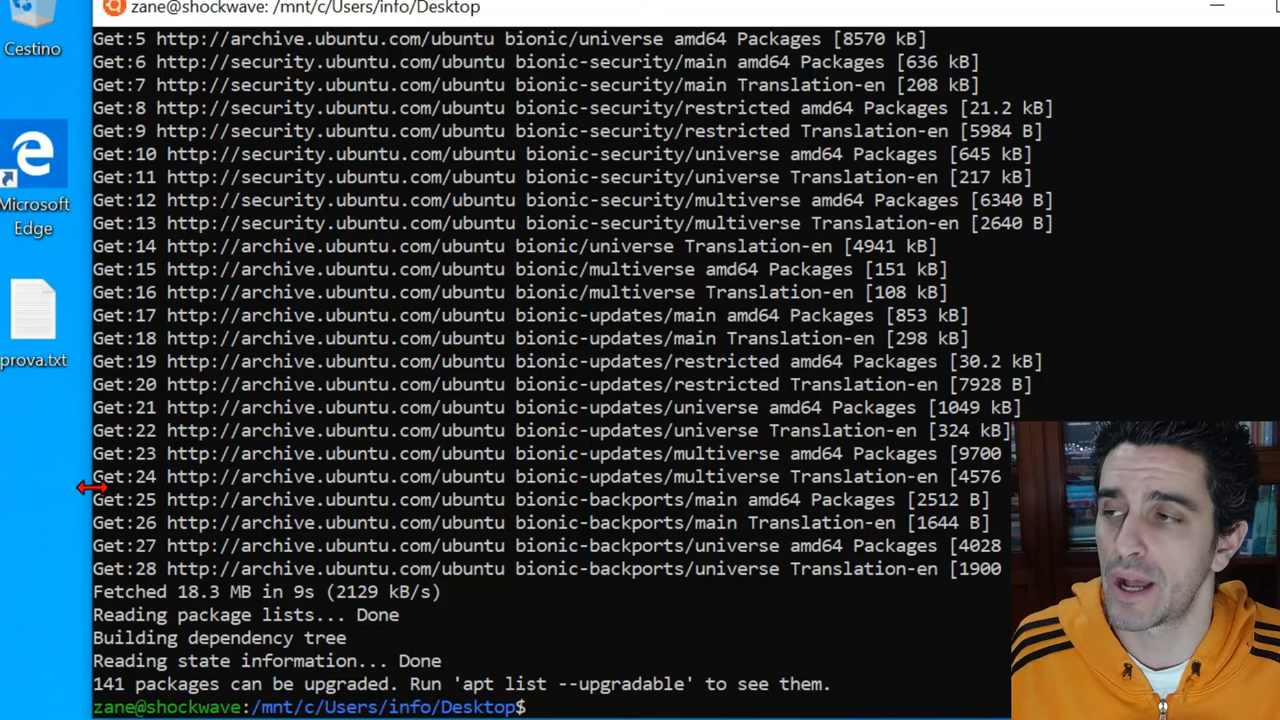 zane@shockwave: /mnt/c/Users/info/Desktop
Cestino
Microsoft
Edge
prova.txt
Get:5 http://archive.ubuntu.com/ubuntu bionic/universe amd64 Packages [8570 kB]
Get:6 http://security.ubuntu.com/ubuntu bionic-security/main amd64 Packages [636 kB]
Get:7 http://security.ubuntu.com/ubuntu bionic-security/main Translation-en [208 kB]
Get:8 http://security.ubuntu.com/ubuntu bionic-security/restricted amd64 Packages [21.2 kB]
Get:9 http://security.ubuntu.com/ubuntu bionic-security/restricted Translation-en [5984 B]
Get:10 http://security.ubuntu.com/ubuntu bionic-security/universe amd64 Packages [645 kB]
Get:11 http://security.ubuntu.com/ubuntu bionic-security/universe Translation-en [217 kB]
Get:12 http://security.ubuntu.com/ubuntu bionic-security/multiverse amd64 Packages [6340 B]
Get:13 http://security.ubuntu.com/ubuntu bionic-security/multiverse Translation-en [2640 B]
Get:14 http://archive.ubuntu.com/ubuntu bionic/universe Translation-en [4941 kB]
Get:15 http://archive.ubuntu.com/ubuntu bionic/multiverse amd64 Packages [151 kB]
Get:16 http://archive.ubuntu.com/ubuntu bionic/multiverse Translation-en [108 kB]
Get:17 http://archive.ubuntu.com/ubuntu bionic-updates/main amd64 Packages [853 kB]
Get:18 http://archive.ubuntu.com/ubuntu bionic-updates/main Translation-en [298 kB]
Get:19 http://archive.ubuntu.com/ubuntu bionic-updates/restricted amd64 Packages [30.2 kB]
Get:20 http://archive.ubuntu.com/ubuntu bionic-updates/restricted Translation-en [7928 B]
Get:21 http://archive.ubuntu.com/ubuntu bionic-updates/universe amd64 Packages [1049 kB]
Get:22 http://archive.ubuntu.com/ubuntu bionic-updates/universe Translation-en [324 kB]
Get:23 http://archive.ubuntu.com/ubuntu bionic-updates/multiverse amd64 Packages [9700
Get:24 http://archive.ubuntu.com/ubuntu bionic-updates/multiverse Translation-en [4576
Get:25 http://archive.ubuntu.com/ubuntu bionic-backports/main amd64 Packages [2512 B]
Get:26 http://archive.ubuntu.com/ubuntu bionic-backports/main Translation-en [1644 B]
Get:27 http://archive.ubuntu.com/ubuntu bionic-backports/universe amd64 Packages [4028
Get:28 http://archive.ubuntu.com/ubuntu bionic-backports/universe Translation-en [1900
Fetched 18.3 MB in 9s (2129 kB/s)
Reading package lists... Done
Building dependency tree
Reading state information... Done
141 packages can be upgraded. Run 'apt list --upgradable' to see them.
zane@shockwave:/mnt/c/Users/info/Desktop$